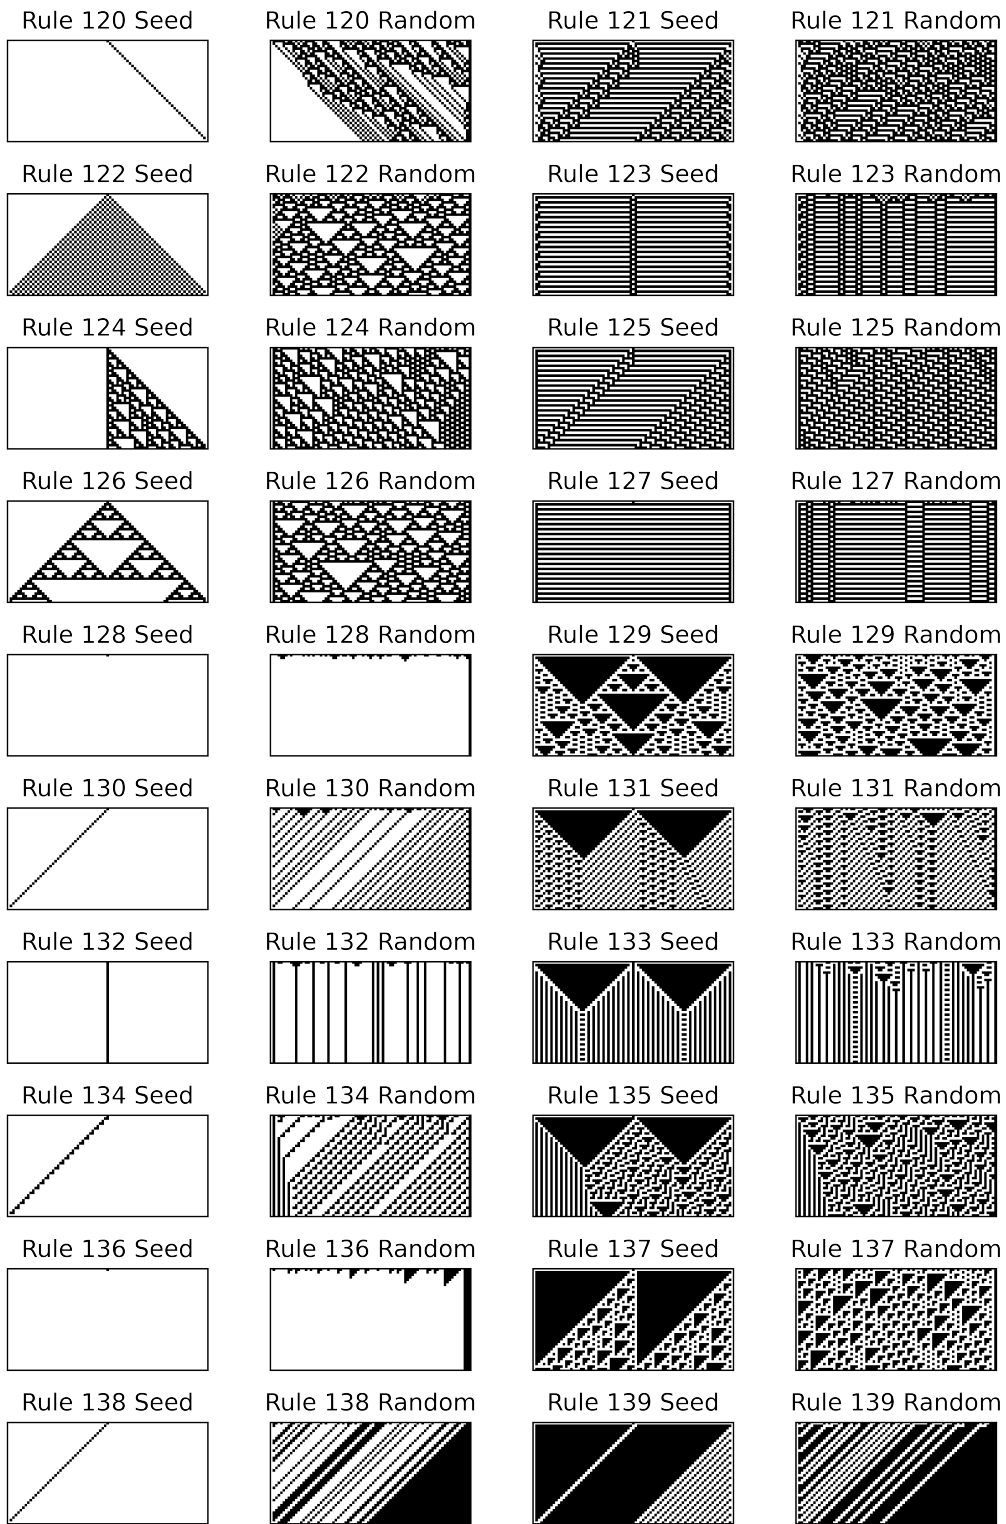 Rule 120 Seed Rule 120 Random Rule 121 Seed Rule 121 Random
Rule 122 Seed Rule 122 Random Rule 123 Seed Rule 123 Random
Rule 124 Seed Rule 124 Random Rule 125 Seed Rule 125 Random
Rule 126 Seed Rule 126 Random Rule 127 Seed Rule 127 Random
Rule 128 Seed Rule 128 Random Rule 129 Seed Rule 129 Random
Rule 130 Seed Rule 130 Random Rule 131 Seed Rule 131 Random
Rule 132 Seed Rule 132 Random Rule 133 Seed Rule 133 Random
Rule 134 Seed Rule 134 Random Rule 135 Seed Rule 135 Random
Rule 136 Seed Rule 136 Random Rule 137 Seed Rule 137 Random
Rule 138 Seed Rule 138 Random Rule 139 Seed Rule 139 Random